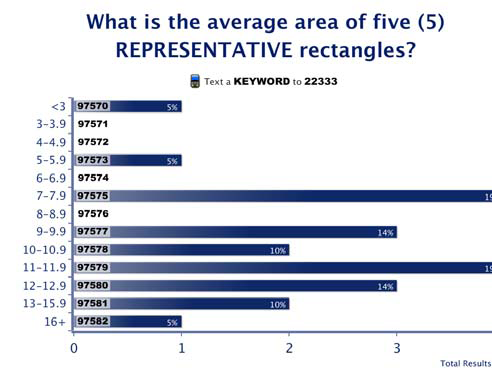 What is the average area of five (5)
REPRESENTATIVE rectangles?
Text a KEYWORD to 22333
<3 97570 5%
3-3.9 97571
4-4.9 97572
5-5.9 97573 5%
6-6.9 97574
7-7.9 97575
8-8.9 97576
9-9.9 97577 14%
10-10.9 97578 10%
11-11.9 97579
12-12.9 97580 14%
13-15.9 97581 10%
16+ 97582 5%
0 1 2 3
Total Results